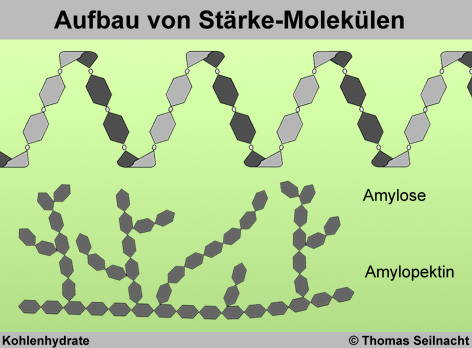 Aufbau von Stärke-Molekülen
Amylose
Amylopektin
Kohlenhydrate
© Thomas Seilnacht